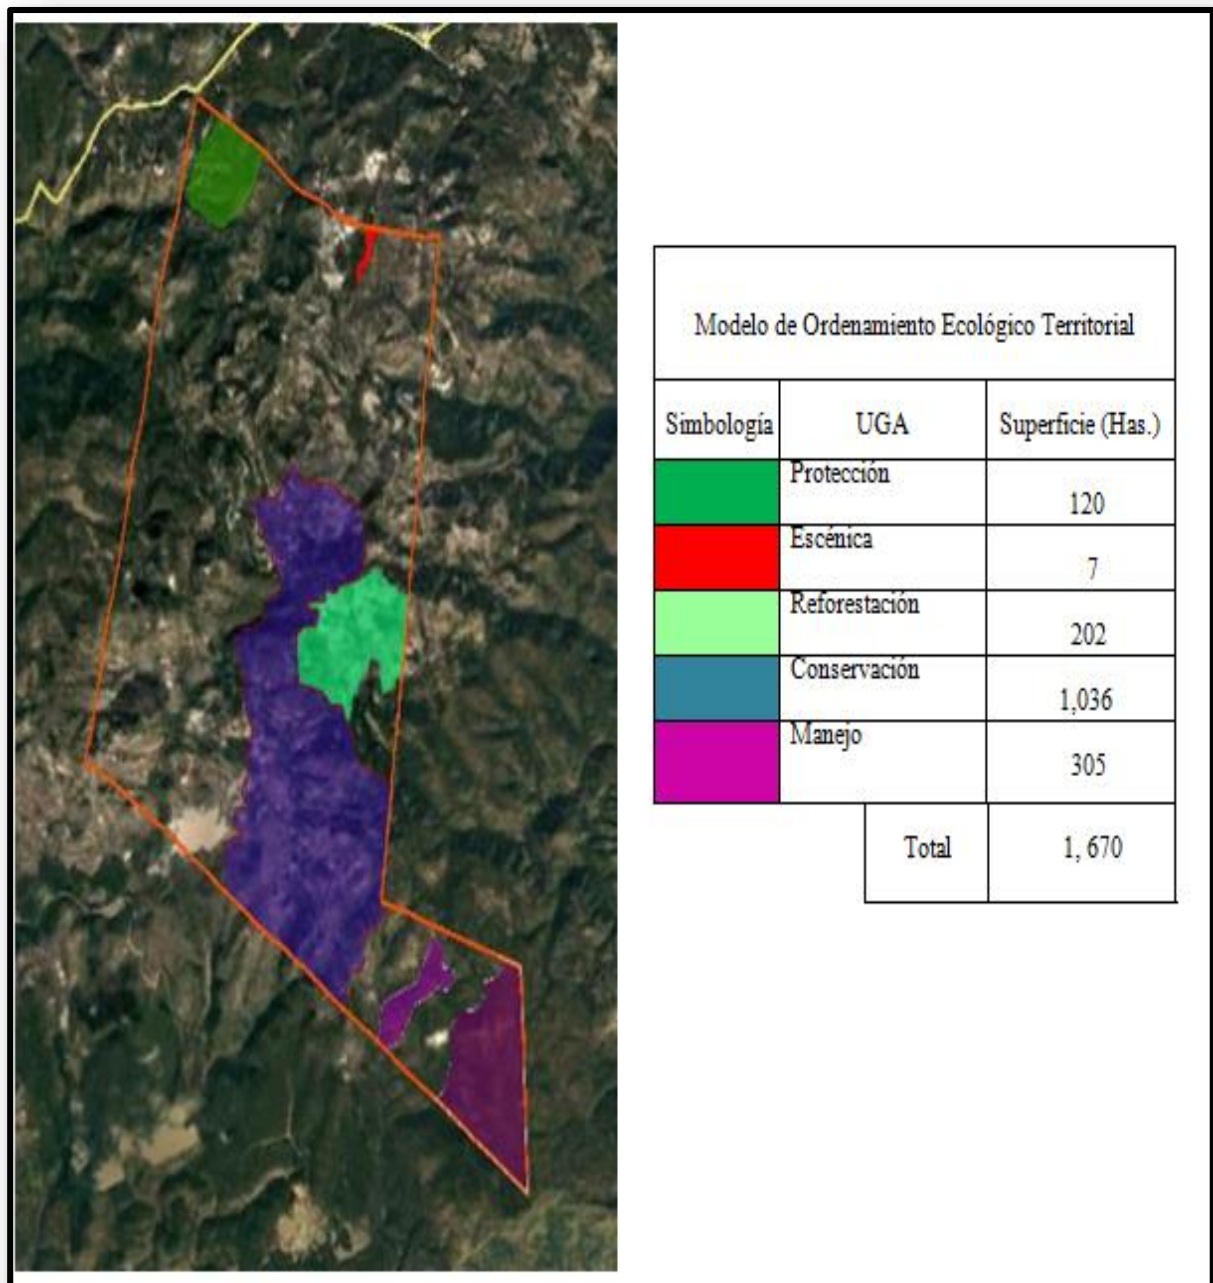 Modelo de Ordenamiento Ecológico Territorial
Simbología UGA Superficie (Has.)
Protección 120
Escénica 7
Reforestación 202
Conservación 1,036
Manejo 305
Total 1, 670